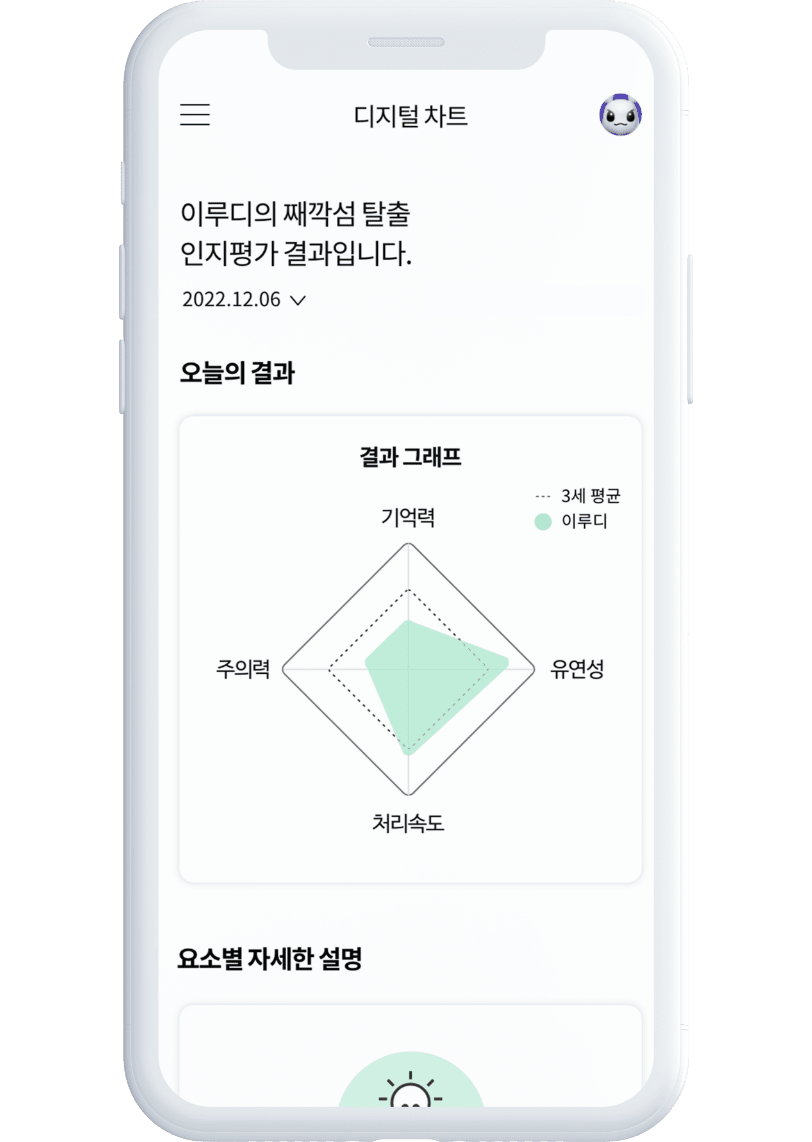 디지털 차트
이루디의 째깍섬 탈출
인지평가 결과입니다.
2022.12.06
오늘의 결과
결과 그래프
3세 평균
이루디
기억력
주의력
유연성
처리속도
요소별 자세한 설명